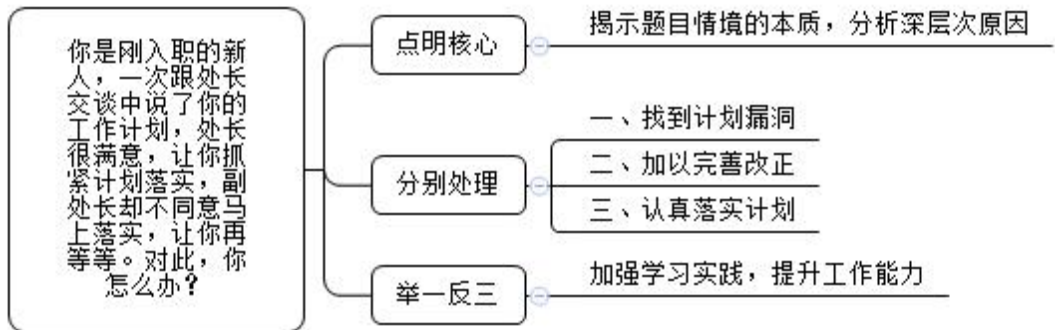 你是刚入职的新
人，一次跟处长
交谈中说了你的
工作计划，处长
很满意，让你抓
紧计划落实，副
处长却不同意马
上落实，让你再
等等。对此，你
怎么办？
点明核心
揭示题目情境的本质，分析深层次原因
分别处理
一、找到计划漏洞
二、加以完善改正
三、认真落实计划
举一反三
加强学习实践，提升工作能力